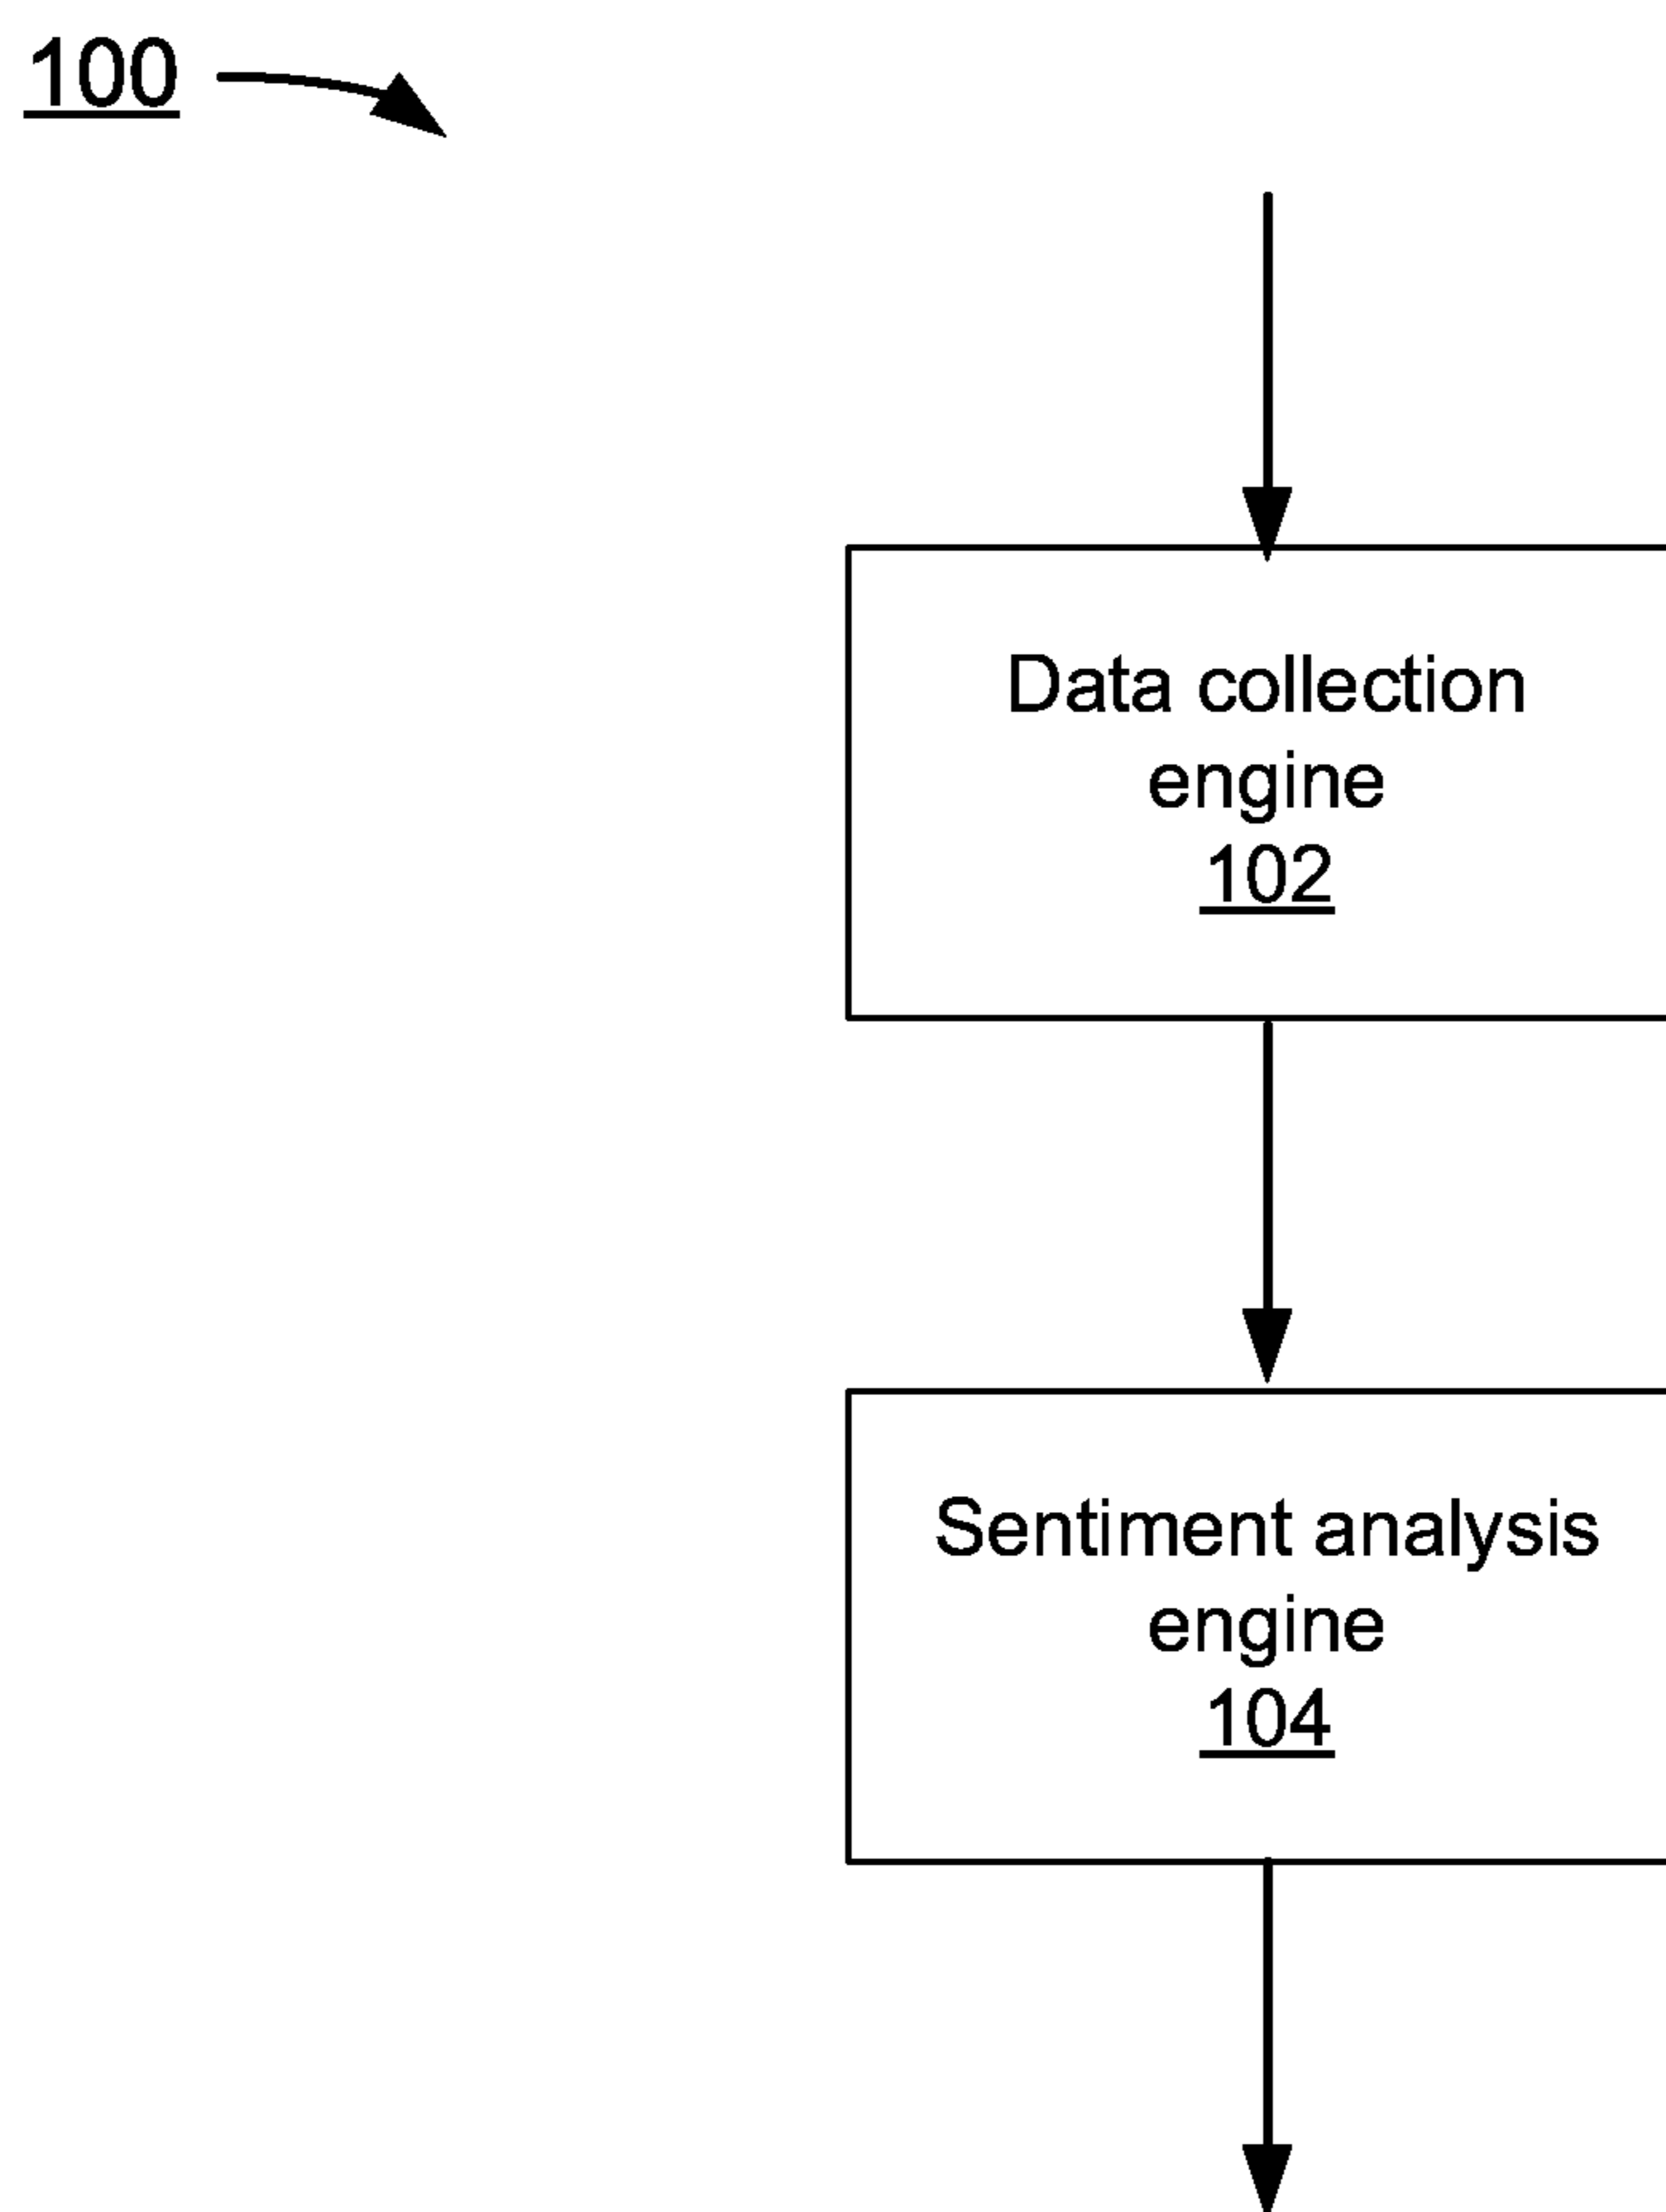 100
Data collection
engine
102
Sentiment analysis
engine
104